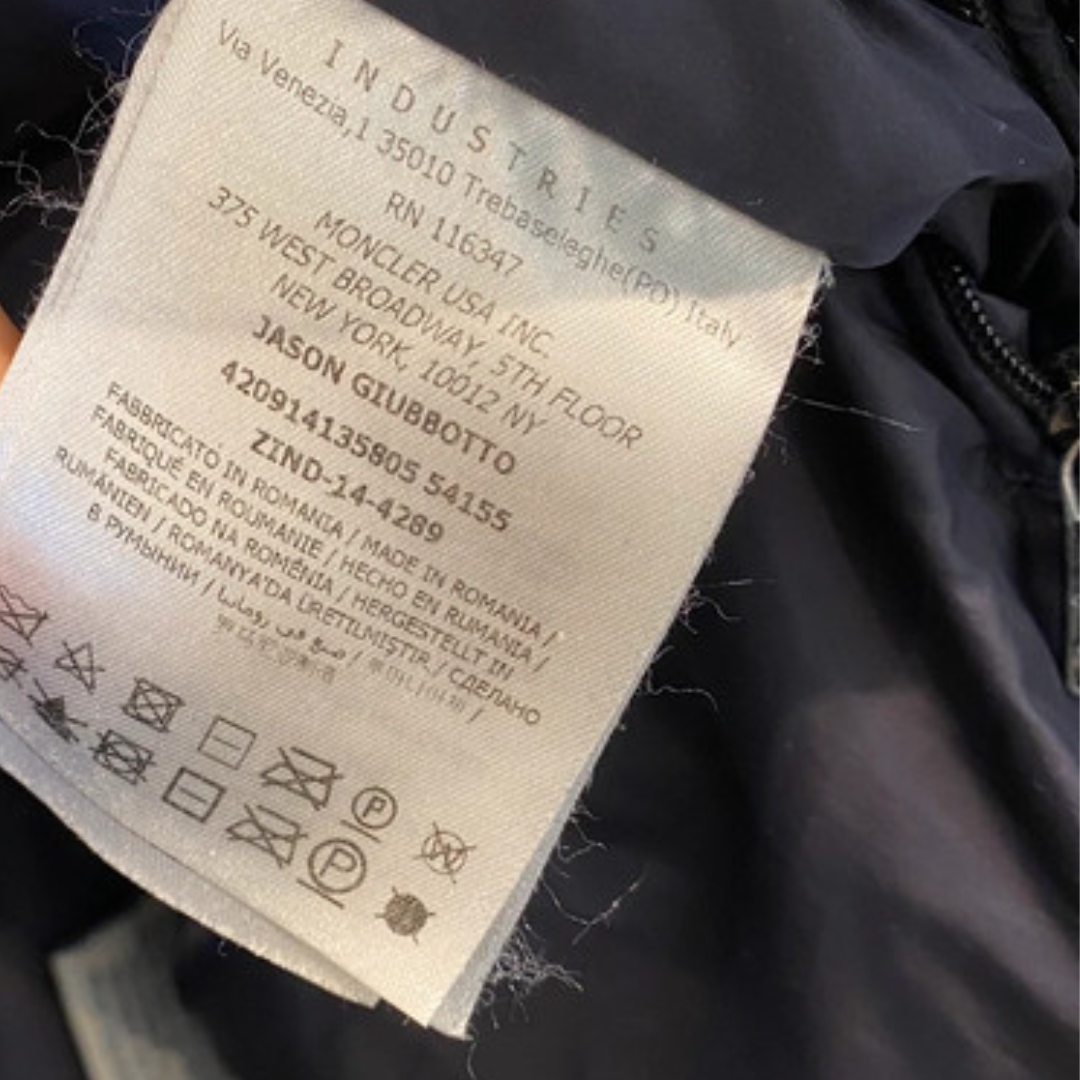 INDUSTRIES
Via Venezia,1 35010 Trebaseleghe(PD) Italy
RN 116347
MONCLER USA INC.
375 WEST BROADWAY, 5TH FLOOR
NEW YORK, 10012 NY
JASON GIUBBOTTO
420914135805 54155
ZIND-14-4289
FABBRICATO IN ROMANIA / MADE IN ROMANIA /
FABRIQUÉ EN ROUMANIE / HECHO EN RUMANIA /
FABRICADO NA ROMÉNIA / HERGESTELLT IN
RUMÄNIEN / ROMANYA'DA ÜRETILMIŞTIR / СДЕЛАНО
В РУМЫНИИ / صنع في رومانيا / /
P
W
P